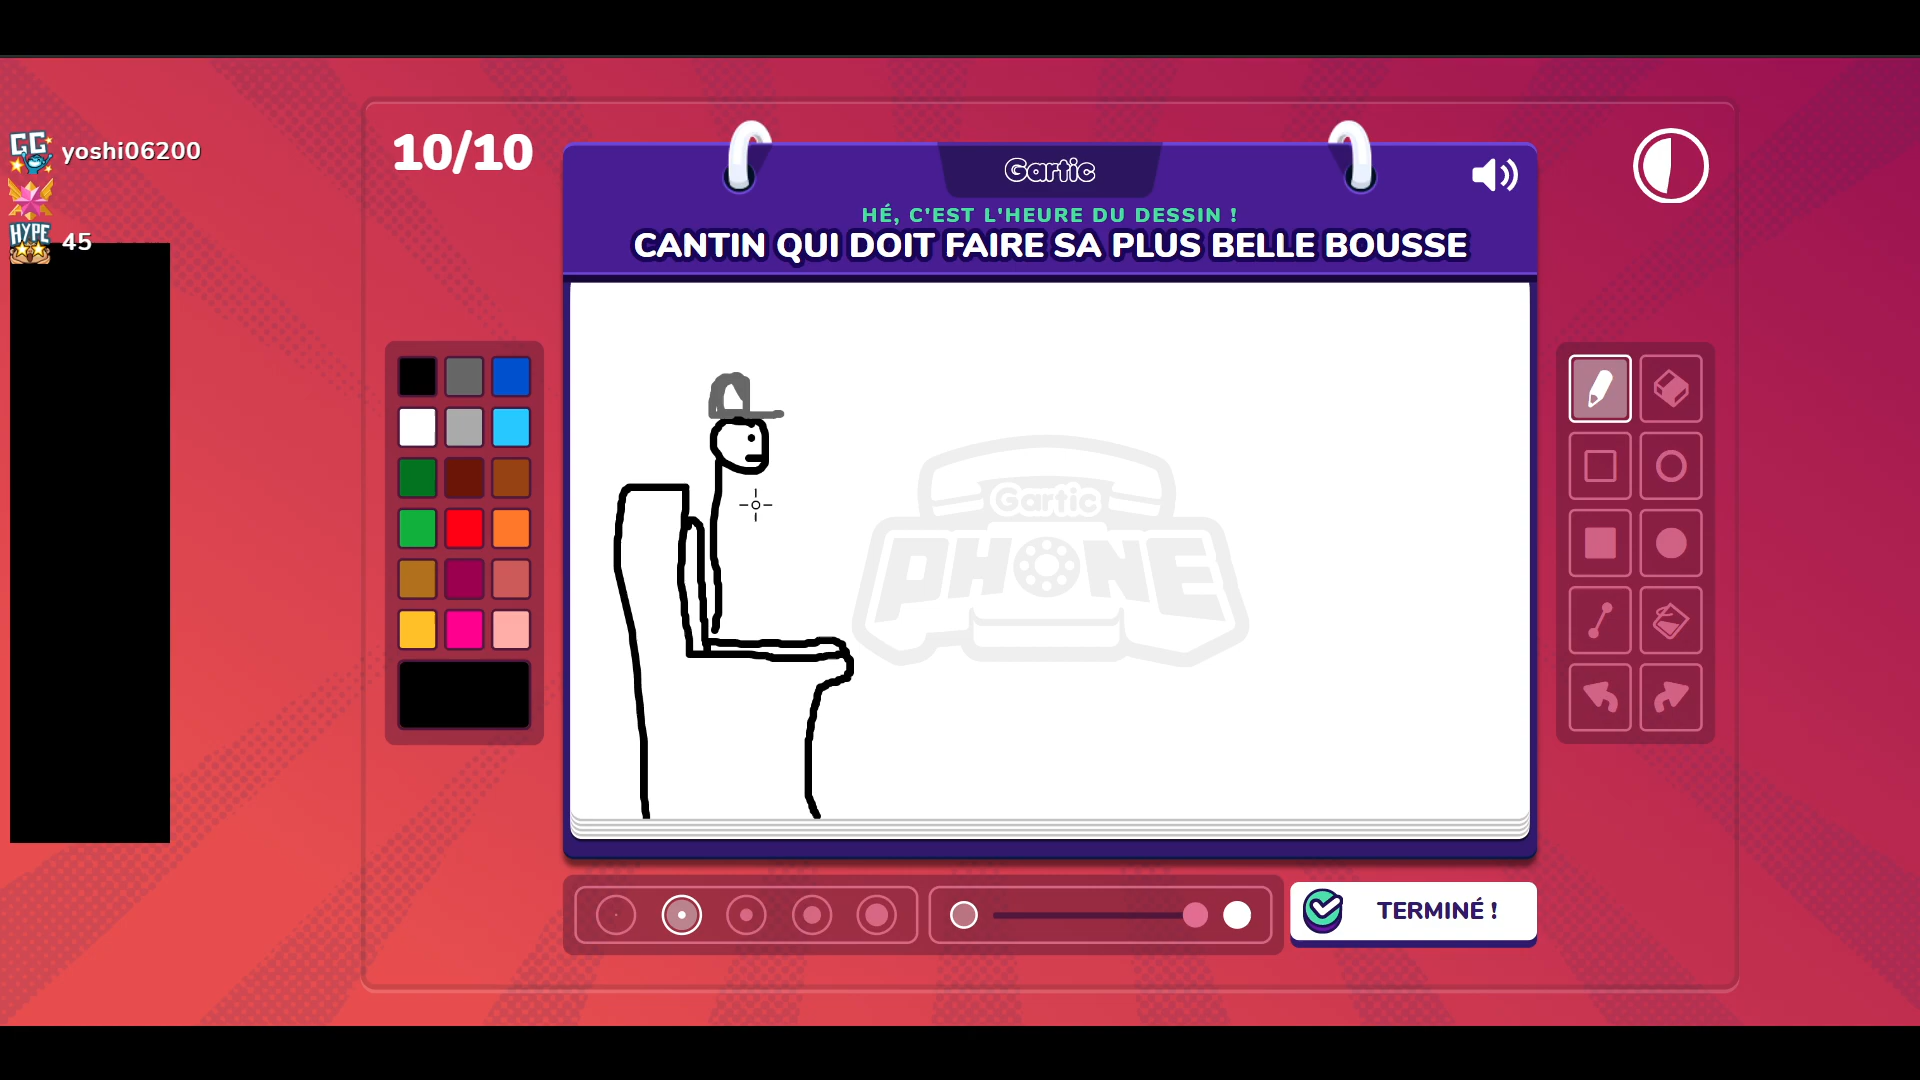 GG yoshi06200
HYPE 45
10/10
Gartic
HÉ, C'EST L'HEURE DU DESSIN !
CANTIN QUI DOIT FAIRE SA PLUS BELLE BOUSSE
Gartic
PHONE
TERMINÉ !